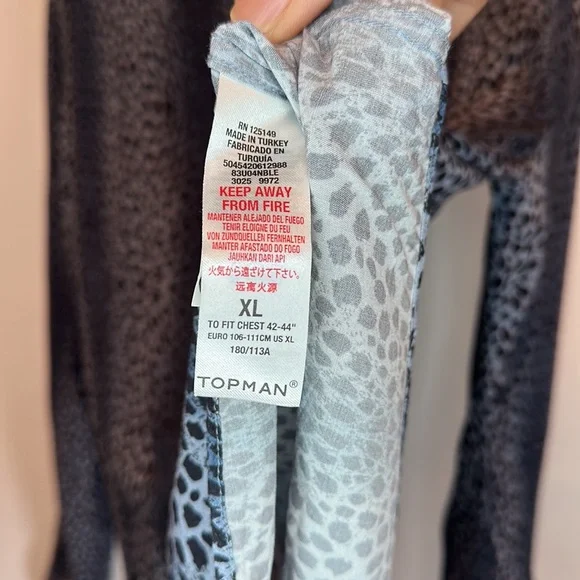 RN 125149
MADE IN TURKEY
FABRICADO EN
TURQUÍA
5045420612988
83U04NBLE
3025 9972
KEEP AWAY
FROM FIRE
MANTENER ALEJADO DEL FUEGO
TENIR ELOIGNE DU FEU
VON ZUNDQUELLEN FERNHALTEN
MANTER AFASTADO DO FOGO
JAUHKAN DARI API
火気から遠ざけて下さい。
远离火源
XL
TO FIT CHEST 42-44"
EURO 106-111CM US XL
180/113A
TOPMAN®